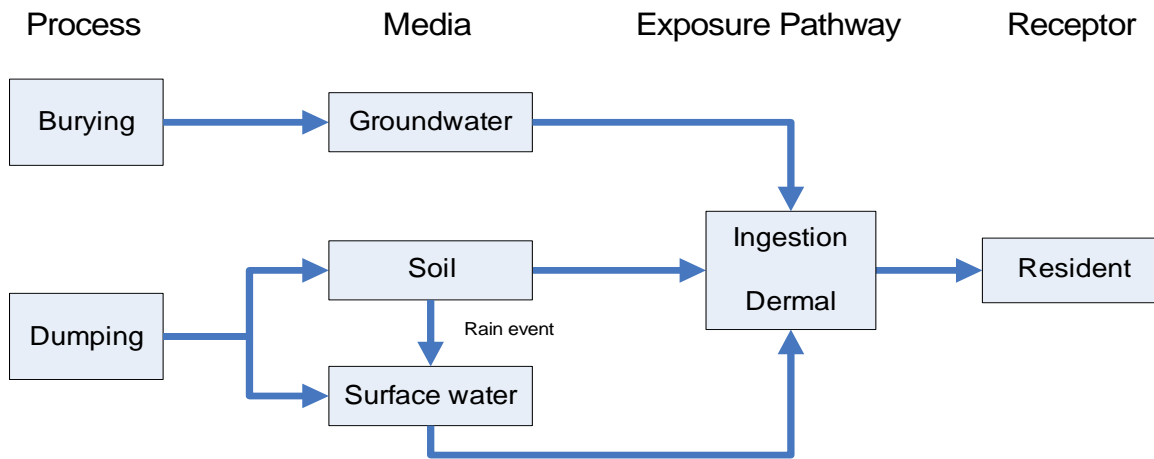 Process Media Exposure Pathway Receptor
Burying
Groundwater
Ingestion
Dermal
Resident
Soil
Dumping
Rain event
Surface water